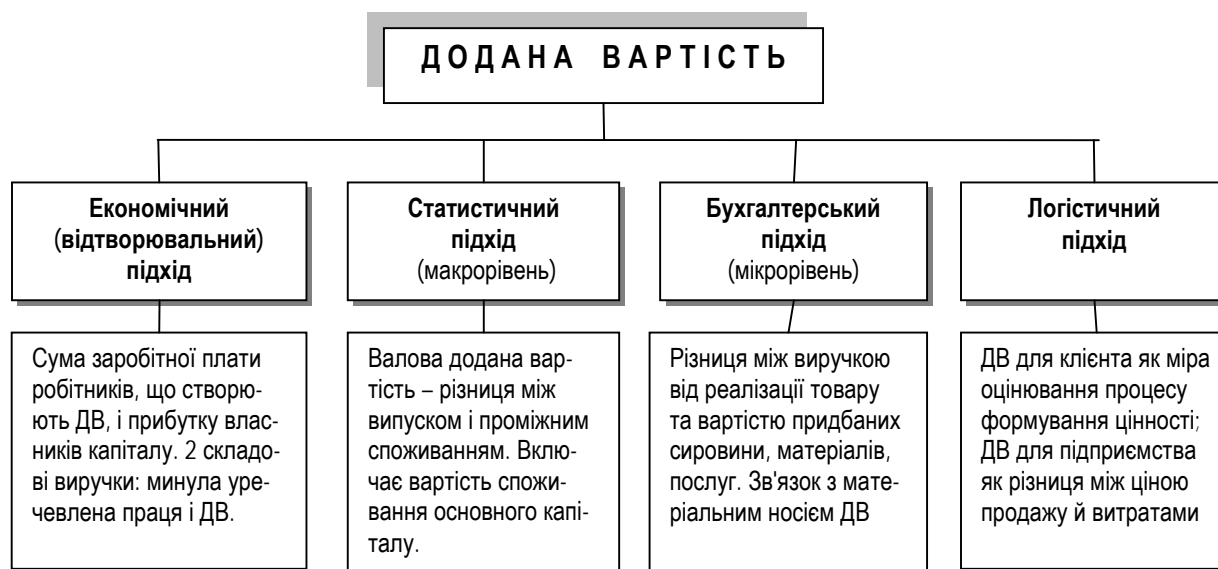 ДОДАНА ВАРТІСТЬ
Економічний
(відтворювальний)
підхід
Статистичний
підхід
(макрорівень)
Бухгалтерський
підхід
(мікрорівень)
Логістичний
підхід
Сума заробітної плати
робітників, що створю-
ють ДВ, і прибутку влас-
ників капіталу. 2 складо-
ві виручки: минула уре-
чевлена праця і ДВ.
Валова додана вар-
тість – різниця між
випуском і проміжним
споживанням. Вклю-
чає вартість спожи-
вання основного капі-
талу.
Різниця між виручкою
від реалізації товару
та вартістю придбаних
сировини, матеріалів,
послуг. Зв'язок з мате-
ріальним носієм ДВ
ДВ для клієнта як міра
оцінювання процесу
формування цінності;
ДВ для підприємства
як різниця між ціною
продажу й витратами